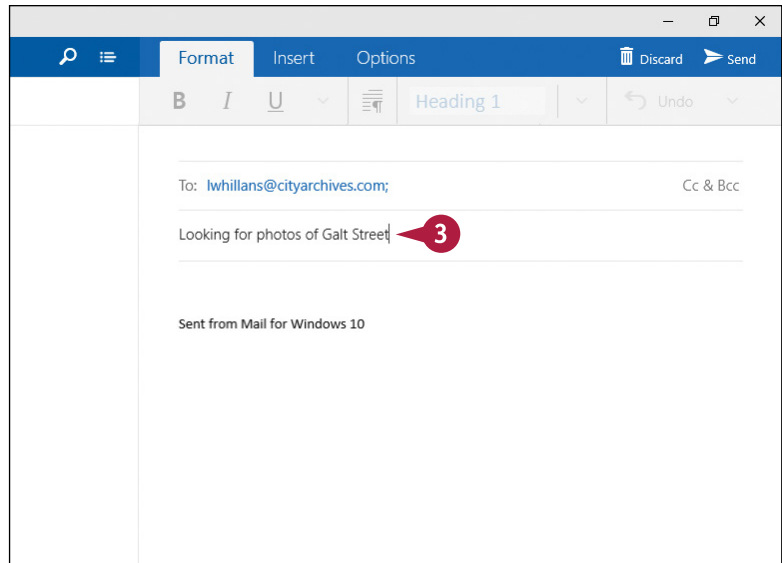 Format Insert Options Discard Send
B I U Heading 1 Undo
To: lwhillans@cityarchives.com; Cc & Bcc
Looking for photos of Galt Street 3
Sent from Mail for Windows 10